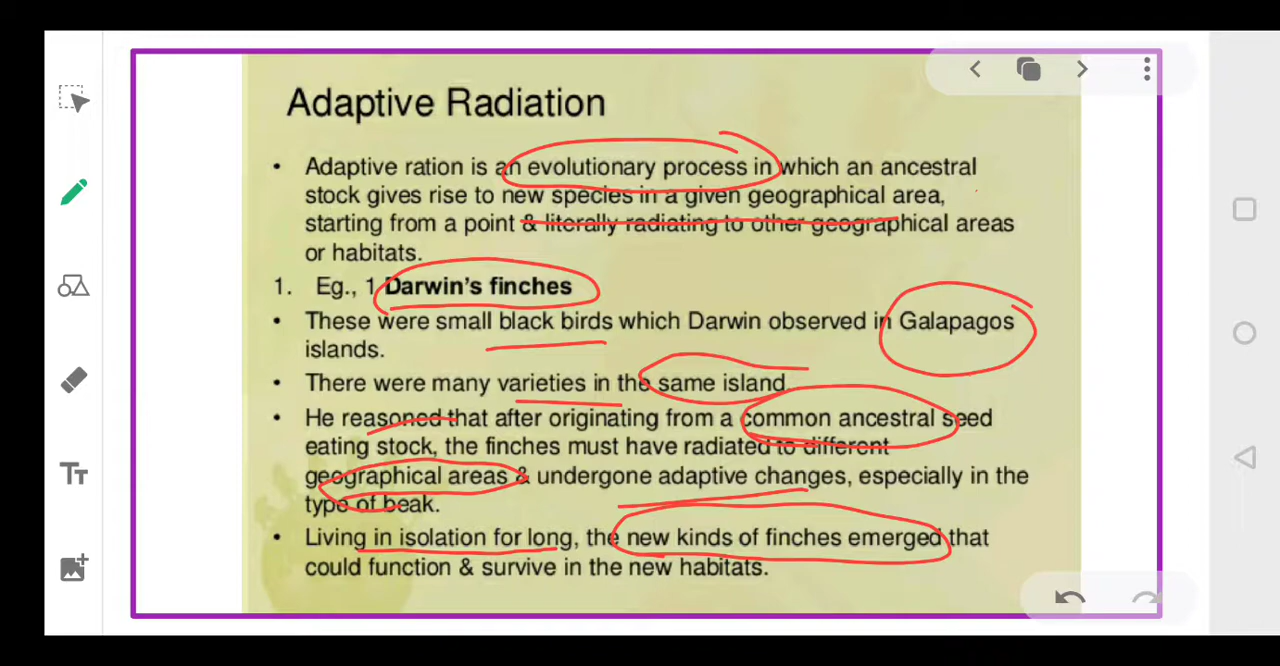 Adaptive Radiation
• Adaptive ration is an evolutionary process in which an ancestral
stock gives rise to new species in a given geographical area,
starting from a point & literally radiating to other geographical areas
or habitats.
1. Eg., 1 Darwin's finches
• These were small black birds which Darwin observed in Galapagos
islands.
• There were many varieties in the same island.
• He reasoned that after originating from a common ancestral seed
eating stock, the finches must have radiated to different
geographical areas & undergone adaptive changes, especially in the
type of beak.
• Living in isolation for long, the new kinds of finches emerged that
could function & survive in the new habitats.
TT